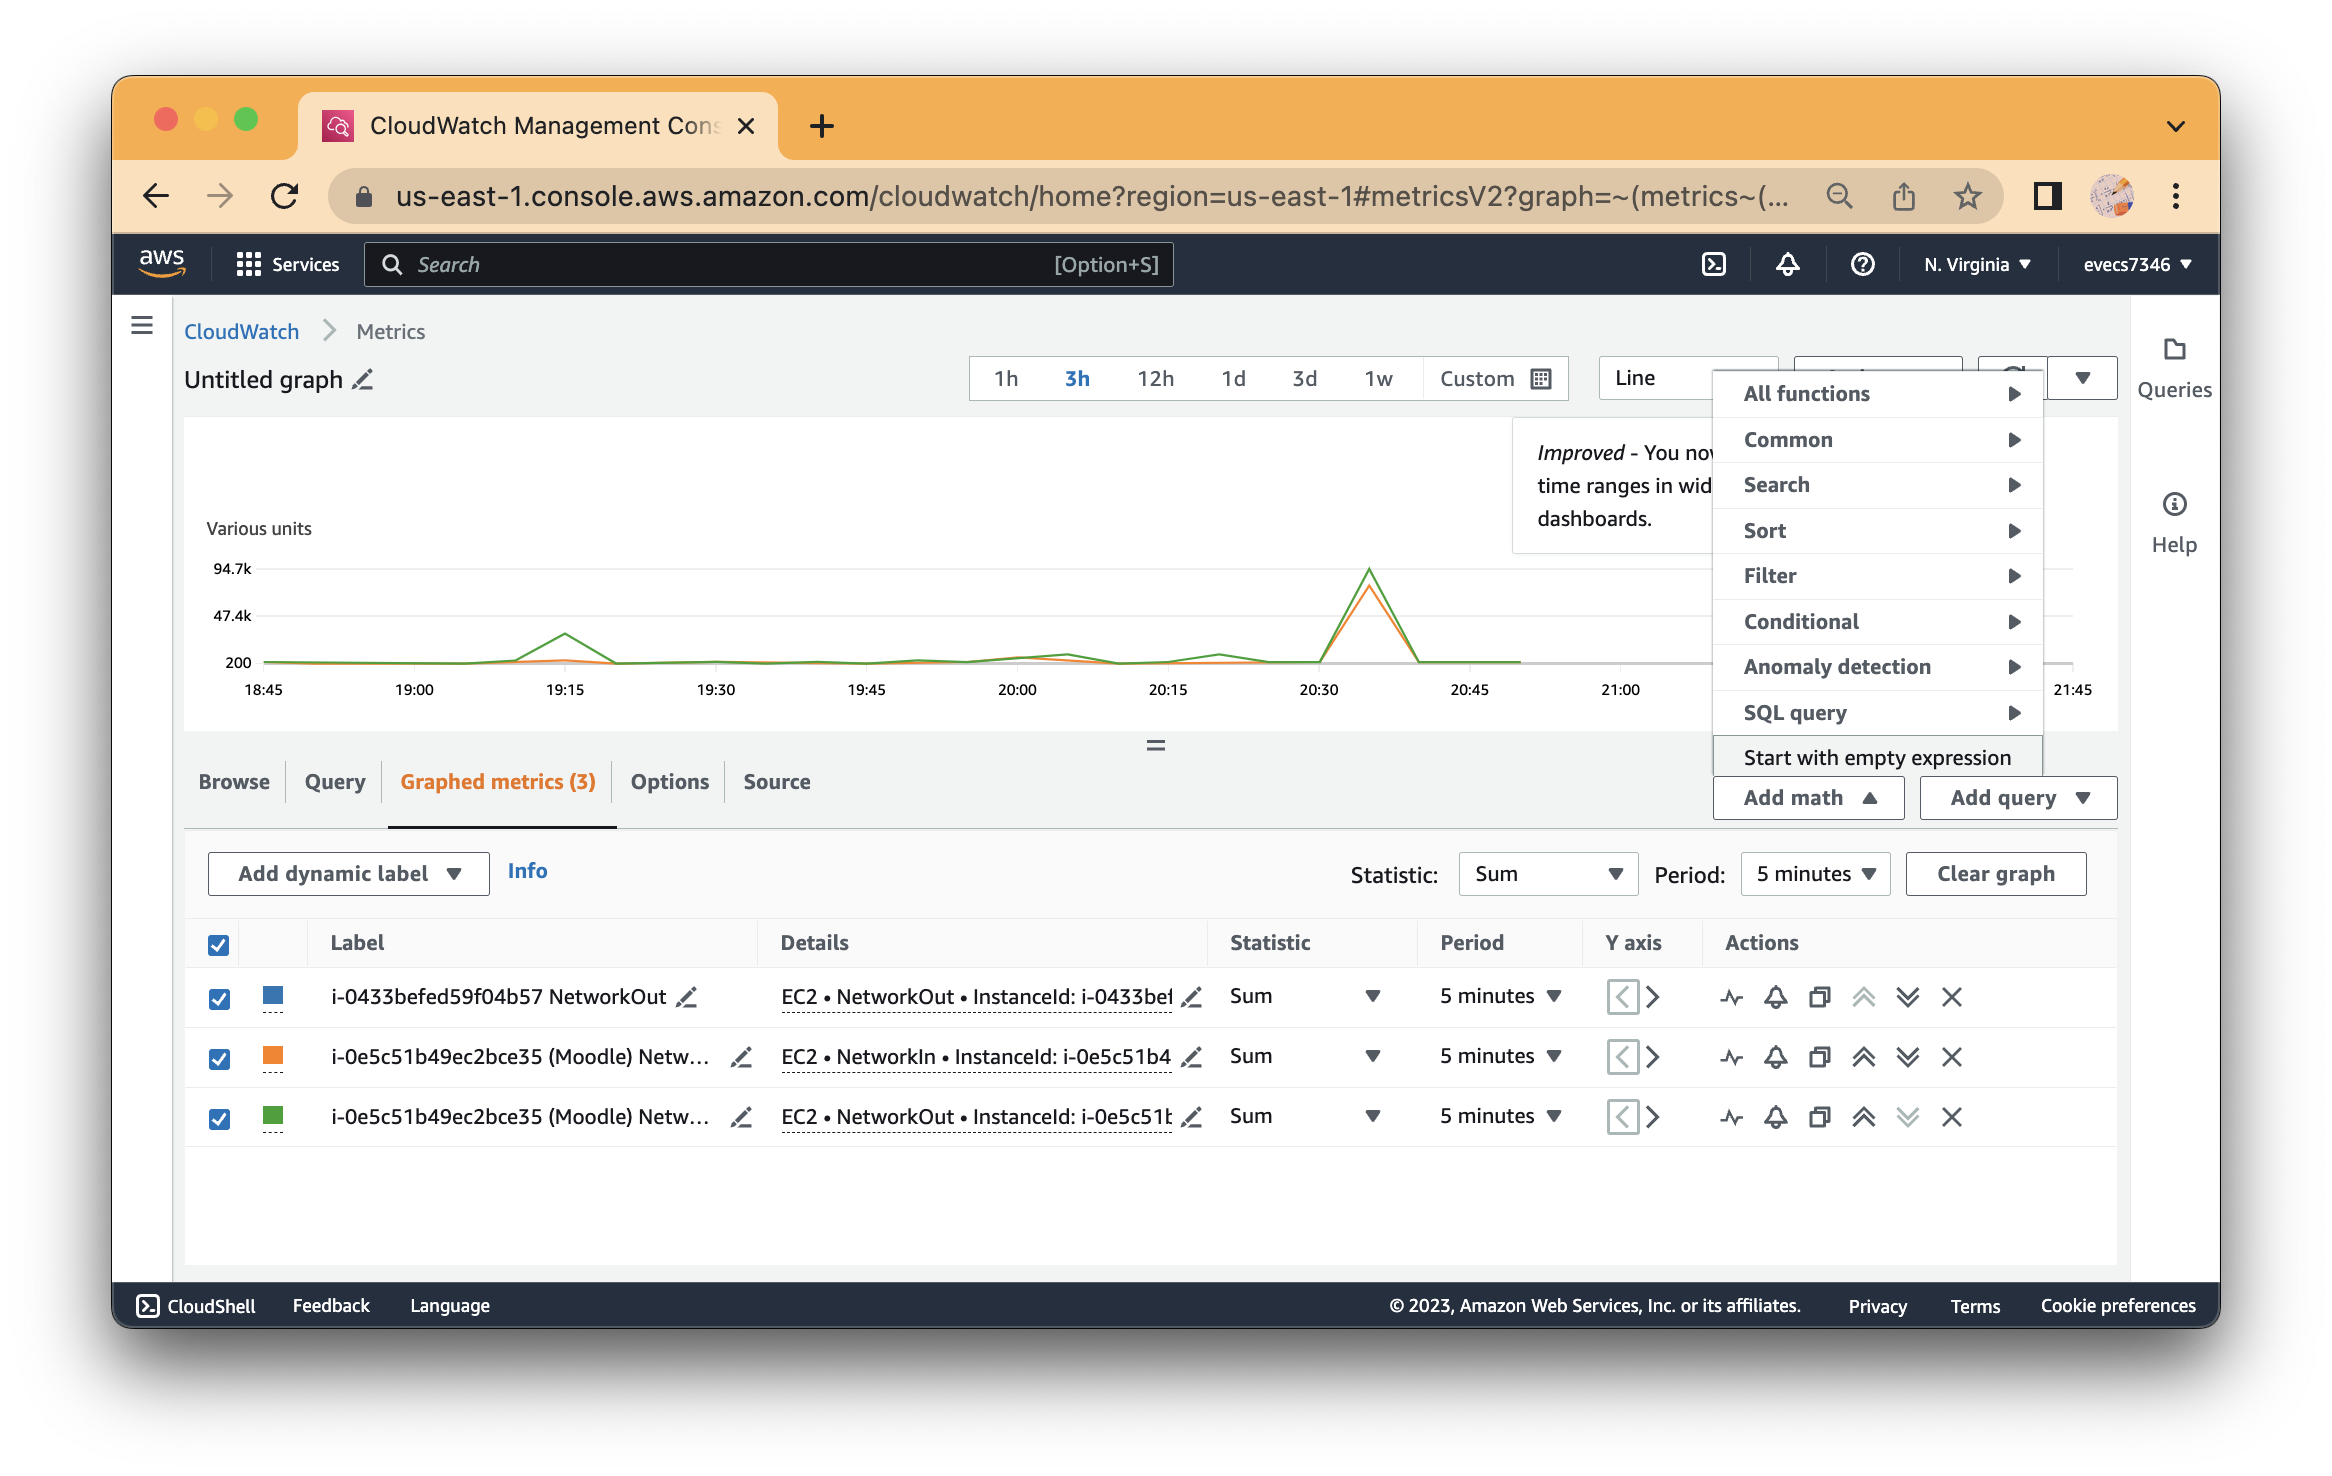 CloudWatch Management Cons
us-east-1.console.aws.amazon.com/cloudwatch/home?region=us-east-1#metricsV2?graph=~(metrics~(...
aws Services Search [Option+S] N. Virginia evecs7346
CloudWatch Metrics
Untitled graph 1h 3h 12h 1d 3d 1w Custom Line
Queries
Help
All functions
Common
Search
Sort
Filter
Conditional
Anomaly detection
SQL query
Start with empty expression
Improved - You now
time ranges in wid
dashboards.
Various units
94.7k
47.4k
200
18:45 19:00 19:15 19:30 19:45 20:00 20:15 20:30 20:45 21:00 21:45
Browse Query Graphed metrics (3) Options Source Add math Add query
Add dynamic label Info Statistic: Sum Period: 5 minutes Clear graph
Label Details Statistic Period Y axis Actions
i-0433befed59f04b57 NetworkOut EC2 • NetworkOut • InstanceId: i-0433bef Sum 5 minutes
i-0e5c51b49ec2bce35 (Moodle) Netw... EC2 • NetworkIn • InstanceId: i-0e5c51b4 Sum 5 minutes
i-0e5c51b49ec2bce35 (Moodle) Netw... EC2 • NetworkOut • InstanceId: i-0e5c51b Sum 5 minutes
CloudShell Feedback Language © 2023, Amazon Web Services, Inc. or its affiliates. Privacy Terms Cookie preferences